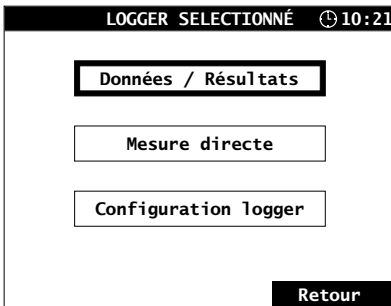 LOGGER SELECTIONNÉ 10:21
Données / Résultats
Mesure directe
Configuration logger
Retour